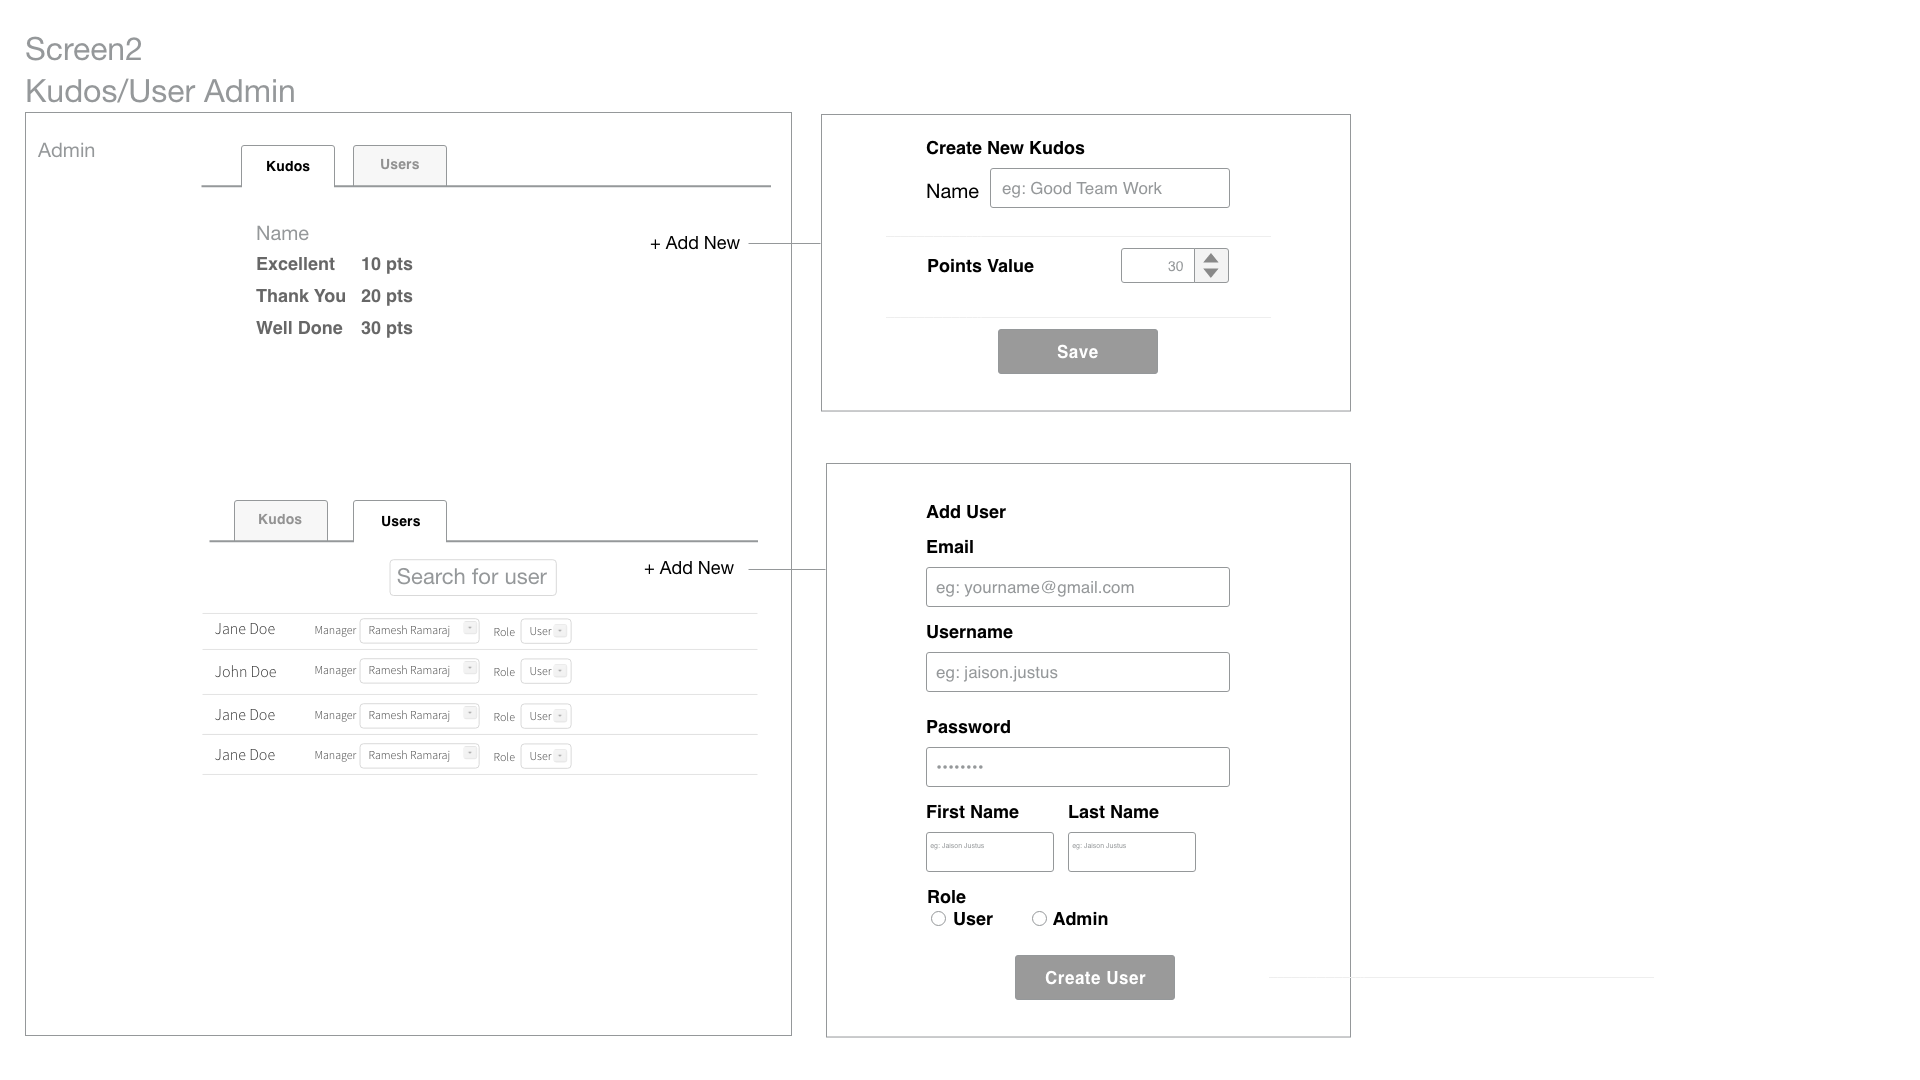 Screen2
Kudos/User Admin
Admin
Kudos Users
Name
+ Add New
Excellent 10 pts
Thank You 20 pts
Well Done 30 pts
Kudos Users
Search for user
+ Add New
Jane Doe Manager Ramesh Ramaraj Role User
John Doe Manager Ramesh Ramaraj Role User
Jane Doe Manager Ramesh Ramaraj Role User
Jane Doe Manager Ramesh Ramaraj Role User
Create New Kudos
Name eg: Good Team Work
Points Value 30
Save
Add User
Email
eg: yourname@gmail.com
Username
eg: jaison.justus
Password
••••••••
First Name Last Name
eg: Jaison Justus eg: Jaison Justus
Role
User Admin
Create User